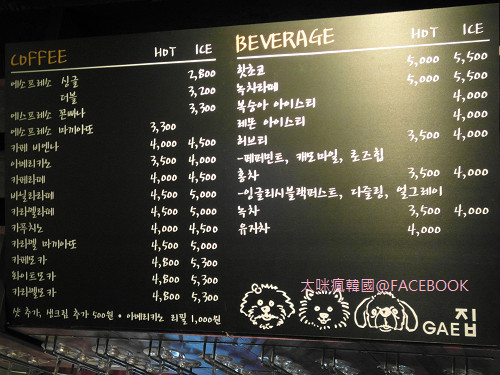 COFFEE HOT ICE
에스프레소 싱글 2,800
더블 3,200
에스프레소 콘빠나 3,300
에스프레소 마끼아또 3,300
카페 비엔나 4,000 4,500
아메리키노 3,500 4,000
카페라떼 4,000 4,500
바닐라라떼 4,500 5,000
카라멜라떼 4,500 5,000
카푹치노 4,000 4,500
카라멜 마끼아또 4,500 5,000
카페모카 4,800 5,300
화이트모카 4,800 5,300
카라멜모카 4,800 5,300
샷 추가, 생크림 추가 500원 • 아메리키노 리필 1,000원
BEVERAGE HOT ICE
핫초코 5,000 5,500
녹차라떼 5,000 5,500
복숭아 아이스티 4,000
레몬 아이스티 4,000
허브티 3,500 4,000
-페퍼민트, 캐모마일, 로즈힙
홍차 3,500 4,000
-잉글리시블랙퍼스트, 다즐링, 얼그레이
녹차 3,500 4,000
유자차 4,000
大咪瘋韓國@FACEBOOK
GAE집